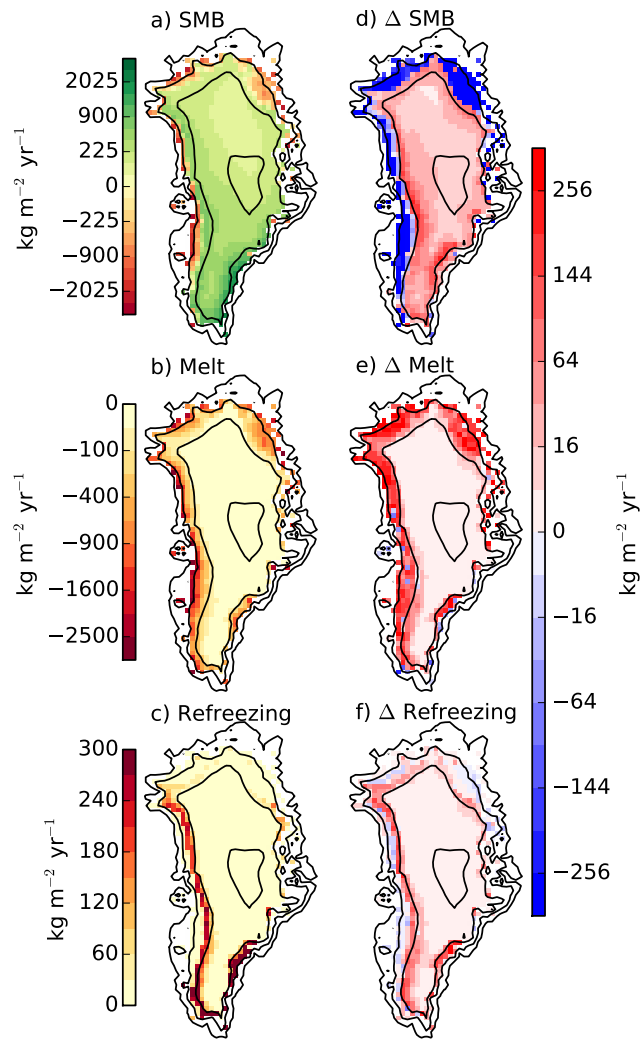 a) SMB
d) Δ SMB
2025
900
225
0
−225
−900
−2025
kg m−2 yr−1
b) Melt
e) Δ Melt
0
−100
−400
−900
−1600
−2500
kg m−2 yr−1
c) Refreezing
f) Δ Refreezing
300
240
180
120
60
0
kg m−2 yr−1
256
144
64
16
0
−16
−64
−144
−256
kg m−2 yr−1